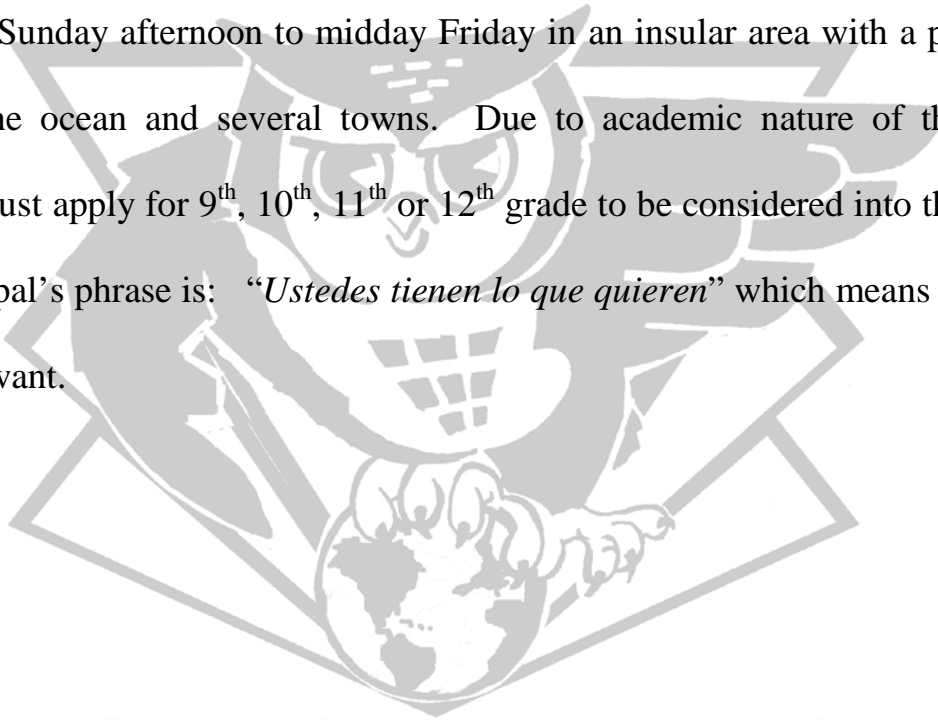 Sunday afternoon to midday Friday in an insular area with a p
ne ocean and several towns. Due to academic nature of th
ust apply for 9th, 10th, 11th or 12th grade to be considered into th
pal's phrase is: “Ustedes tienen lo que quieren” which means
want.